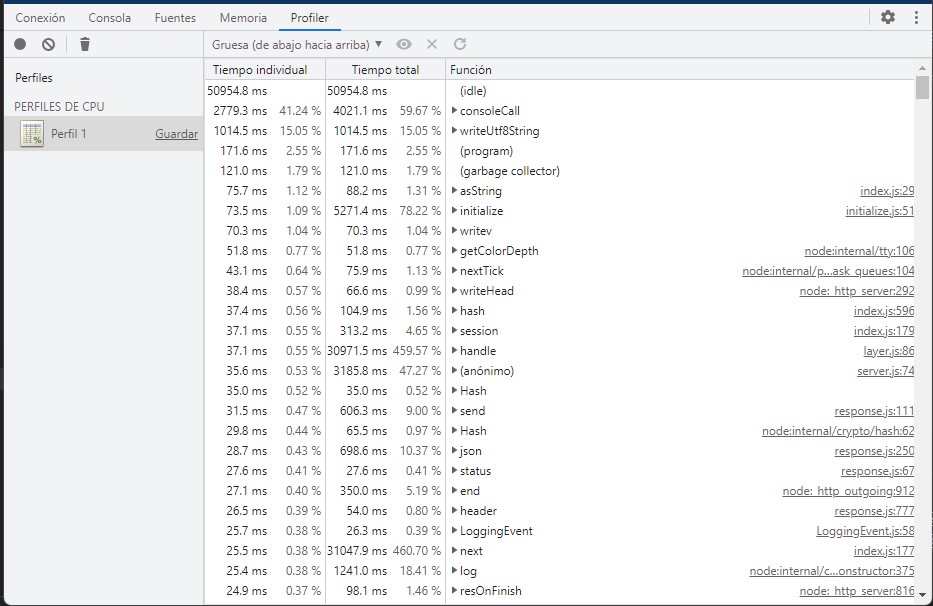 Conexión Consola Fuentes Memoria Profiler
Gruesa (de abajo hacia arriba) ▼
Perfiles
PERFILES DE CPU
Perfil 1 Guardar
Tiempo individual Tiempo total Función
50954.8 ms 50954.8 ms (idle)
2779.3 ms 41.24 % 4021.1 ms 59.67 % consoleCall
1014.5 ms 15.05 % 1014.5 ms 15.05 % writeUtf8String
171.6 ms 2.55 % 171.6 ms 2.55 % (program)
121.0 ms 1.79 % 121.0 ms 1.79 % (garbage collector)
75.7 ms 1.12 % 88.2 ms 1.31 % asString index.js:29
73.5 ms 1.09 % 5271.4 ms 78.22 % initialize initialize.js:51
70.3 ms 1.04 % 70.3 ms 1.04 % writev
51.8 ms 0.77 % 51.8 ms 0.77 % getColorDepth node:internal/tty:106
43.1 ms 0.64 % 75.9 ms 1.13 % nextTick node:internal/p...ask_queues:104
38.4 ms 0.57 % 66.6 ms 0.99 % writeHead node:_http_server:292
37.4 ms 0.56 % 104.9 ms 1.56 % hash index.js:596
37.1 ms 0.55 % 313.2 ms 4.65 % session index.js:179
37.1 ms 0.55 % 30971.5 ms 459.57 % handle layer.js:86
35.6 ms 0.53 % 3185.8 ms 47.27 % (anónimo) server.js:74
35.0 ms 0.52 % 35.0 ms 0.52 % Hash
31.5 ms 0.47 % 606.3 ms 9.00 % send response.js:111
29.8 ms 0.44 % 65.5 ms 0.97 % Hash node:internal/crypto/hash:62
28.7 ms 0.43 % 698.6 ms 10.37 % json response.js:250
27.6 ms 0.41 % 27.6 ms 0.41 % status response.js:67
27.1 ms 0.40 % 350.0 ms 5.19 % end node:_http_outgoing:912
26.5 ms 0.39 % 54.0 ms 0.80 % header response.js:777
25.7 ms 0.38 % 26.3 ms 0.39 % LoggingEvent LoggingEvent.js:58
25.5 ms 0.38 % 31047.9 ms 460.70 % next index.js:177
25.4 ms 0.38 % 1241.0 ms 18.41 % log node:internal/c...onstructor:375
24.9 ms 0.37 % 98.1 ms 1.46 % resOnFinish node:_http_server:816